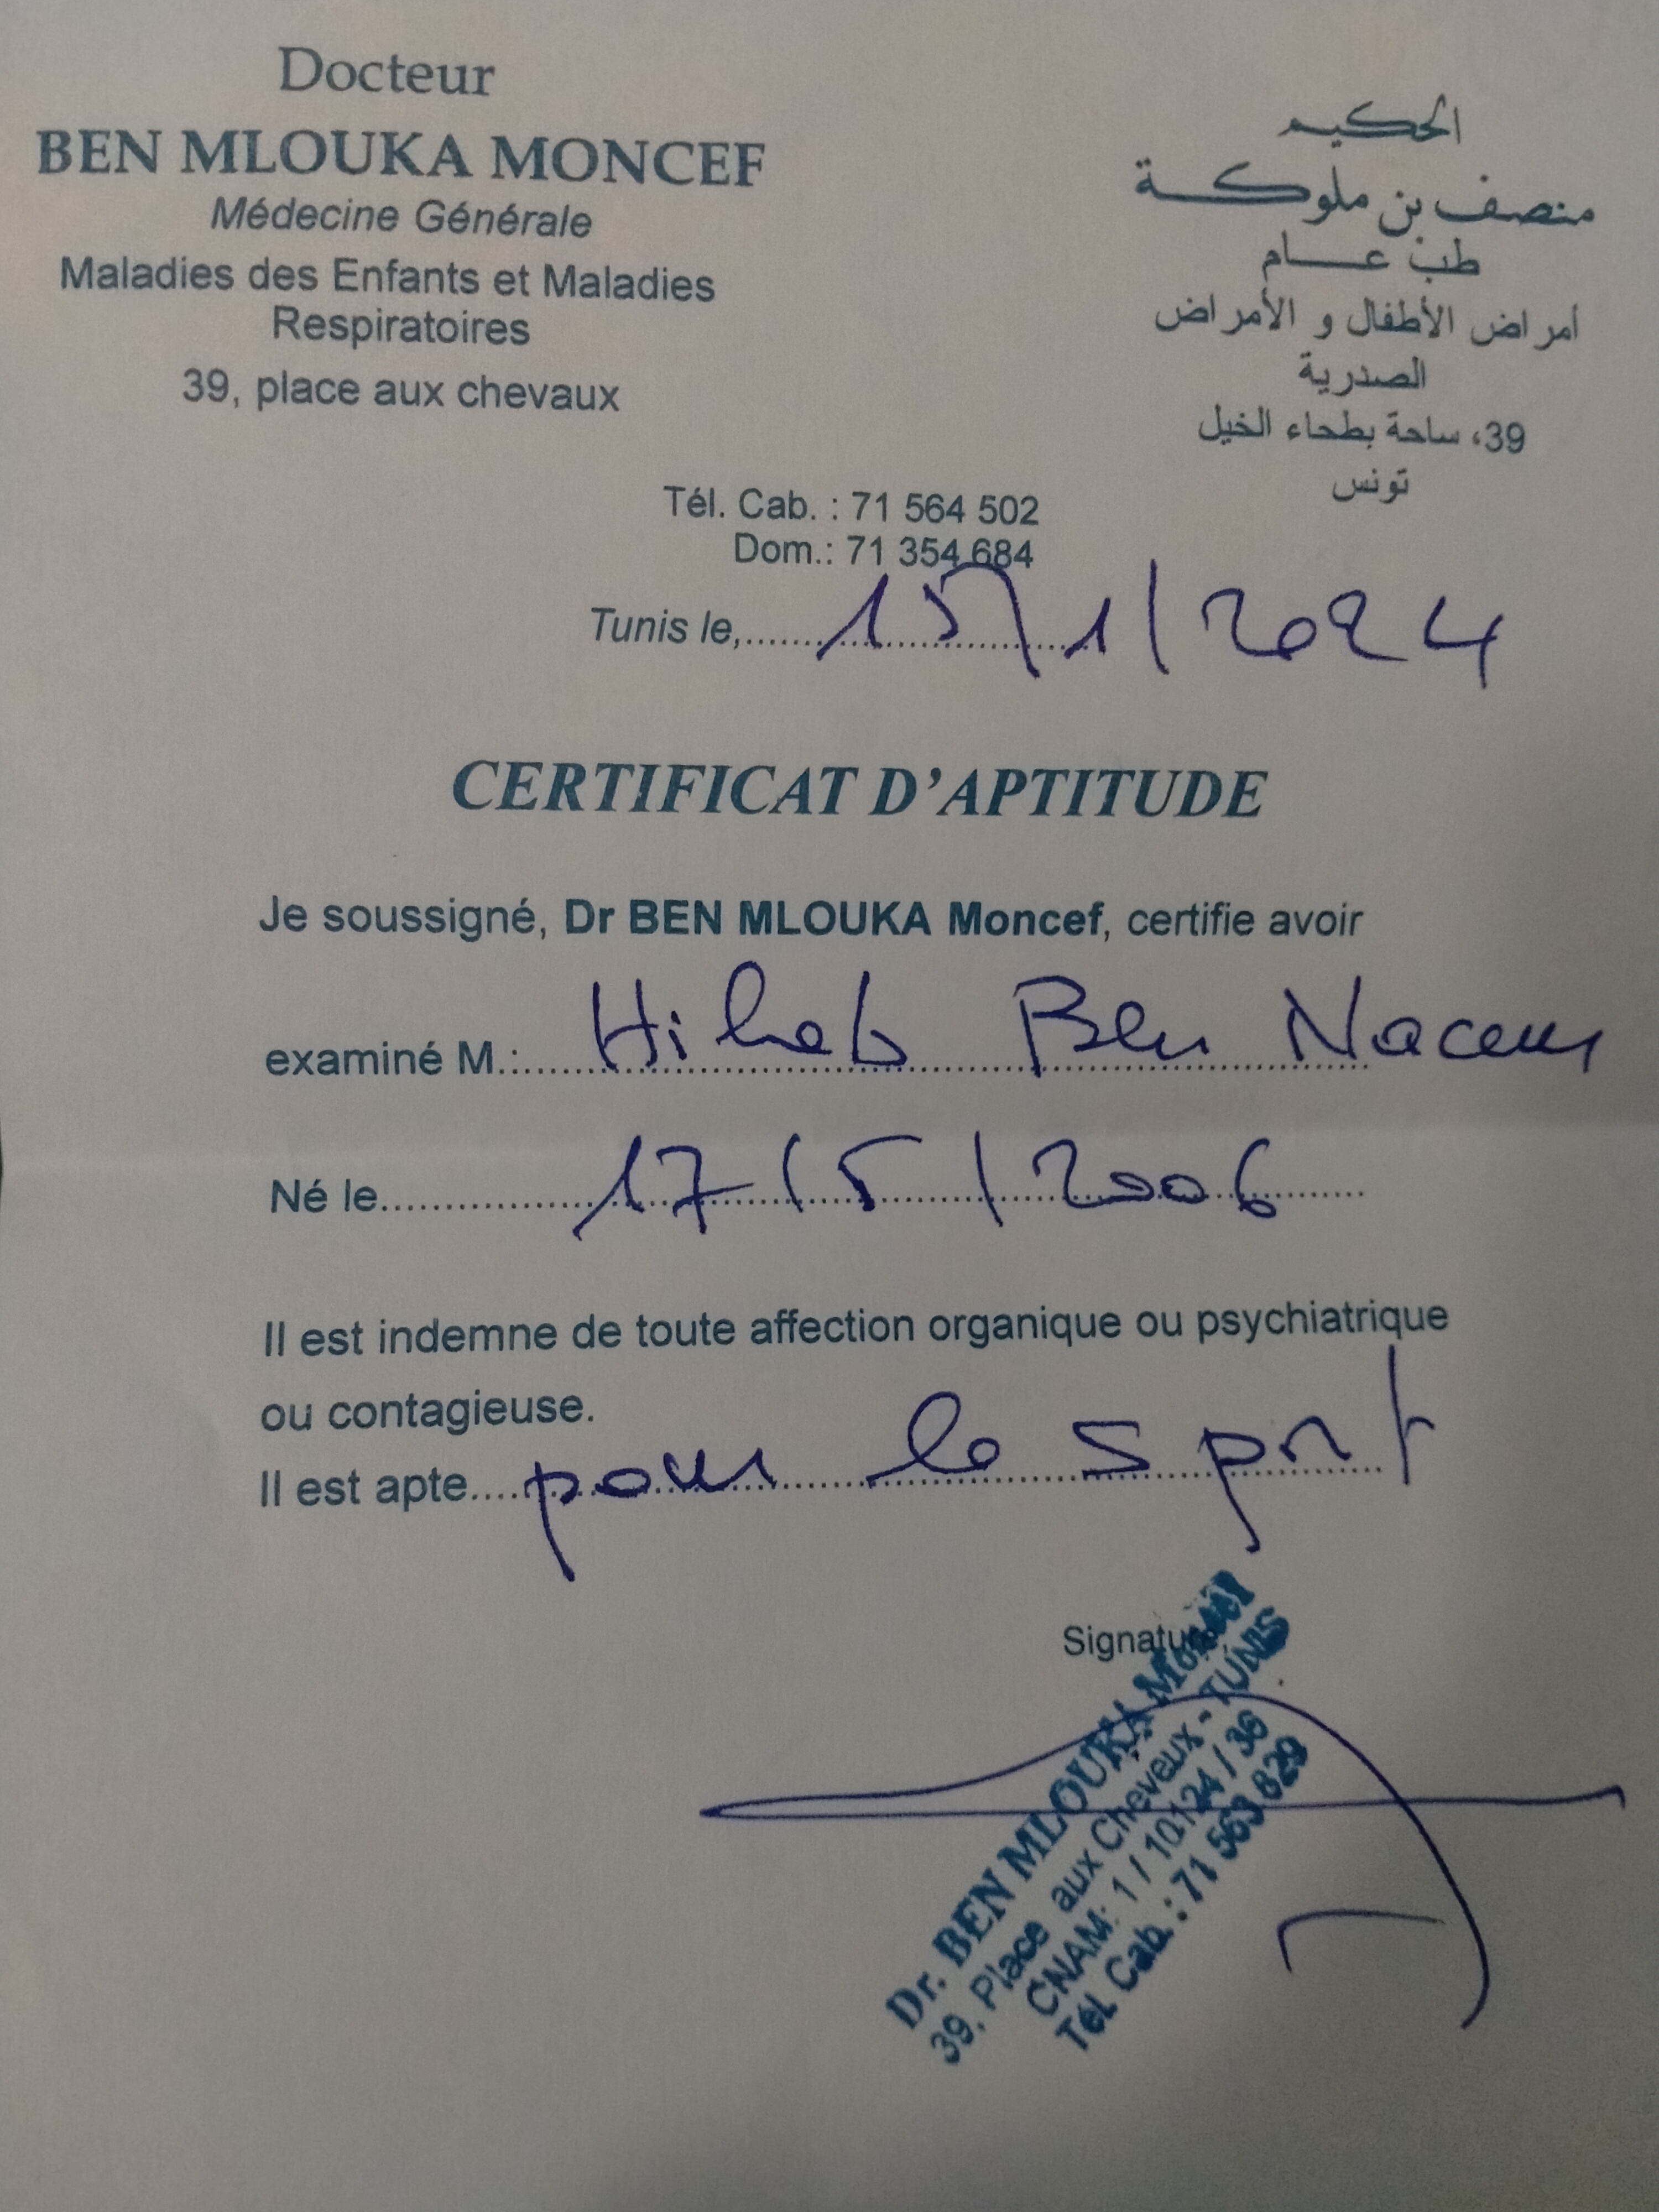 Docteur
BEN MLOUKA MONCEF
Médecine Générale
Maladies des Enfants et Maladies
Respiratoires
39, place aux chevaux
الحكيم
منصف بن ملوكة
طب عام
أمراض الأطفال و الأمراض
الصدرية
39، ساحة بطحاء الخيل
تونس
Tél. Cab. : 71 564 502
Dom.: 71 354 684
Tunis le, 15/1/2024
CERTIFICAT D'APTITUDE
Je soussigné, Dr BEN MLOUKA Moncef, certifie avoir
examiné M.: Hiheb Ben Naceur
Né le 17/5/2006
Il est indemne de toute affection organique ou psychiatrique
ou contagieuse.
Il est apte pour le sport
Signature
Dr. BEN MLOUKA Moncef
39, Place aux Cheveux - TUNIS
CNAM: 1 / 10124 / 36
Tél. Cab. : 71 563 829